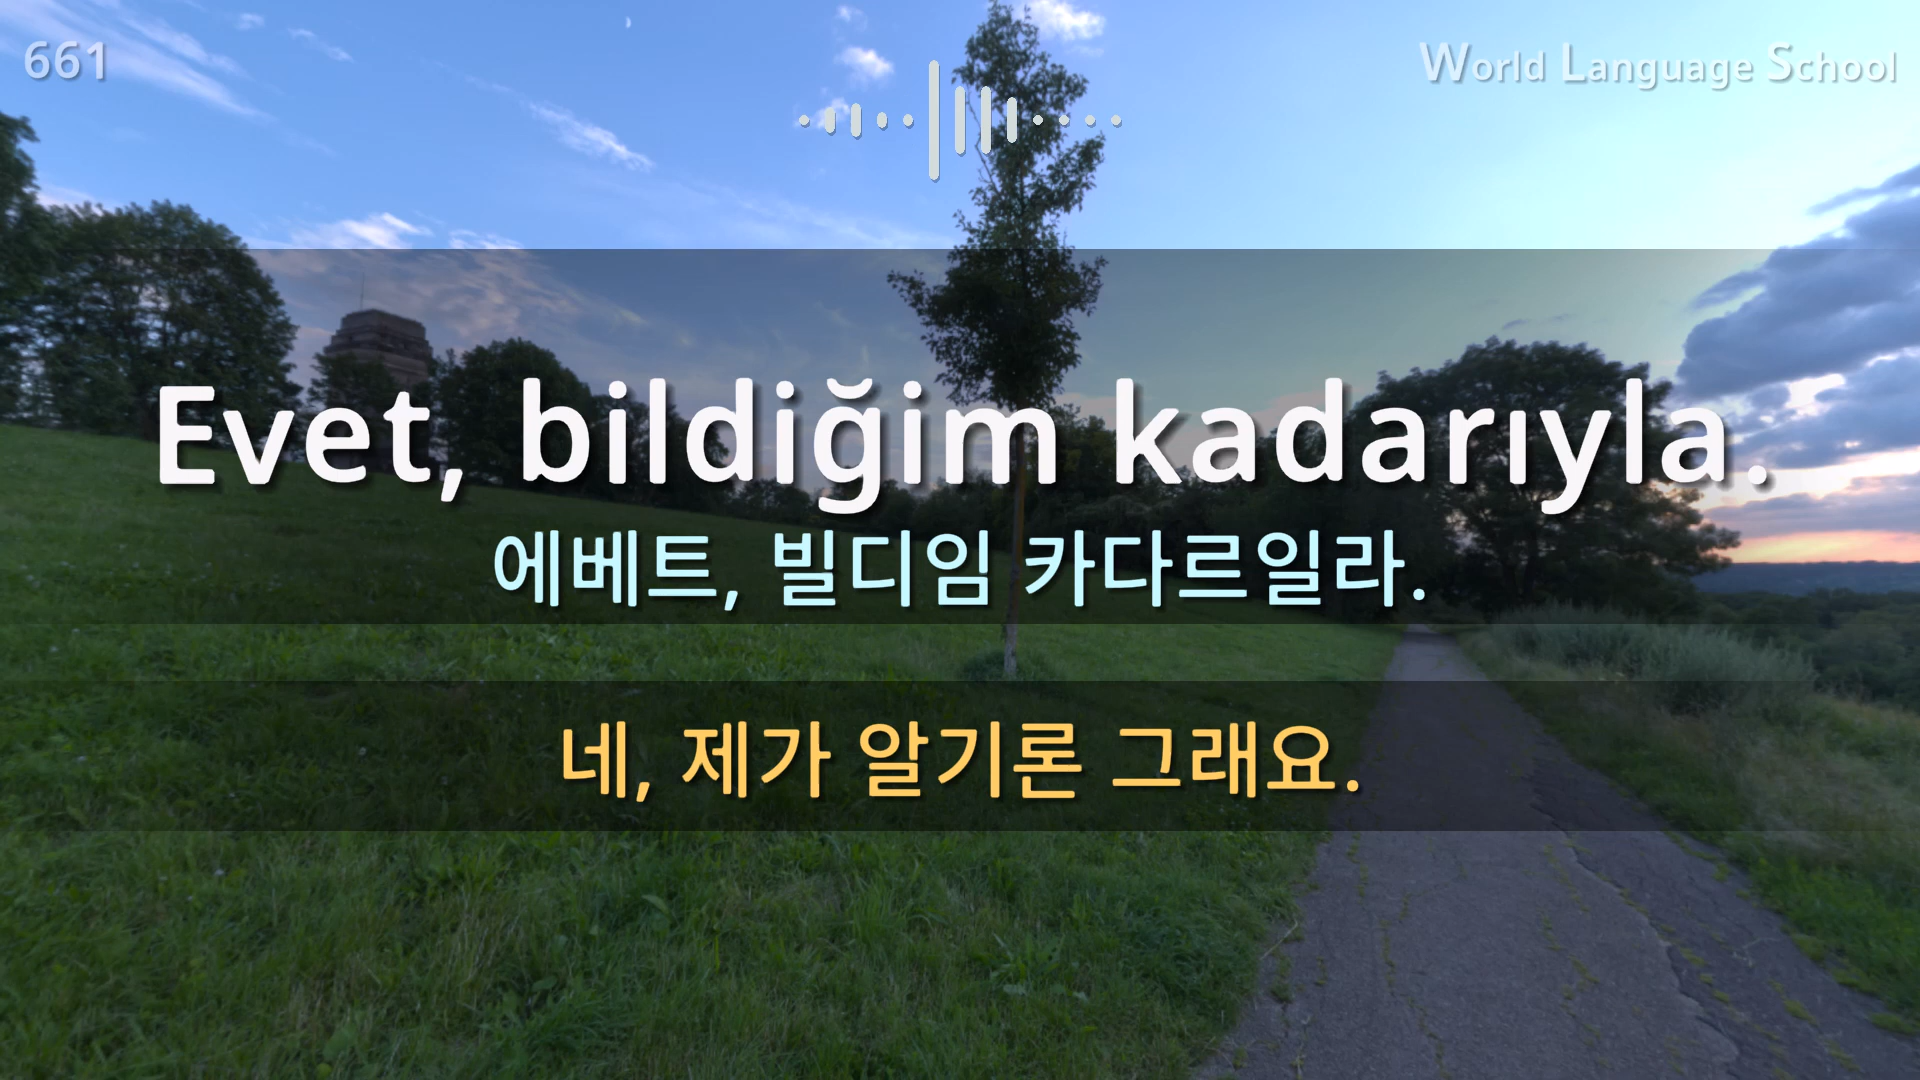 661
World Language School
Evet, bildiğim kadarıyla.
에베트, 빌디임 카다르일라.
네, 제가 알기론 그래요.